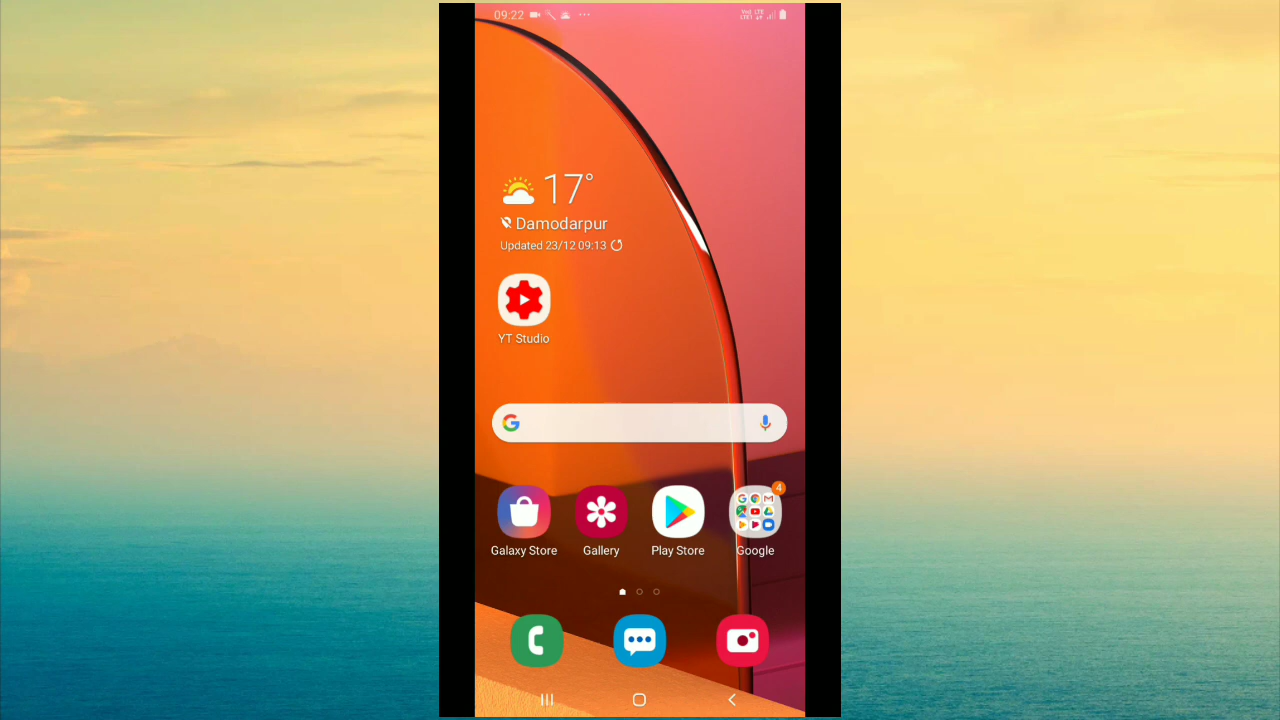 09:22
17°
Damodarpur
Updated 23/12 09:13
YT Studio
4
Galaxy Store
Gallery
Play Store
Google